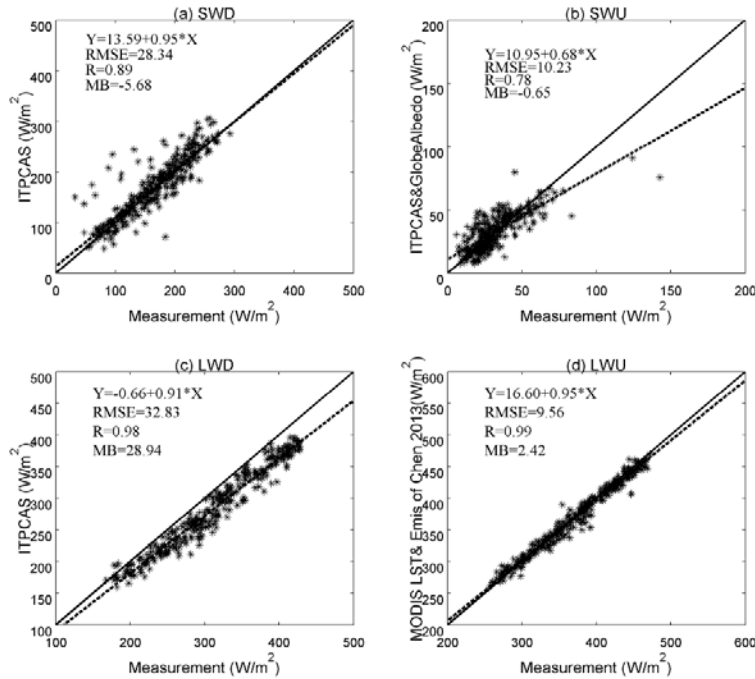 (a) SWD
Y=13.59+0.95*X
RMSE=28.34
R=0.89
MB=-5.68
500
400
300
200
100
0
ITPCAS (W/m²)
0 100 200 300 400 500
Measurement (W/m²)
(b) SWU
Y=10.95+0.68*X
RMSE=10.23
R=0.78
MB=-0.65
200
150
100
50
0
ITPCAS&GlobeAlbedo (W/m²)
0 50 100 150 200
Measurement (W/m²)
(c) LWD
Y=-0.66+0.91*X
RMSE=32.83
R=0.98
MB=28.94
500
450
400
350
300
250
200
150
100
ITPCAS (W/m²)
100 200 300 400 500
Measurement (W/m²)
(d) LWU
Y=16.60+0.95*X
RMSE=9.56
R=0.99
MB=2.42
600
550
500
450
400
350
300
250
200
MODIS LST& Emis of Chen 2013(W/m²)
200 300 400 500 600
Measurement (W/m²)